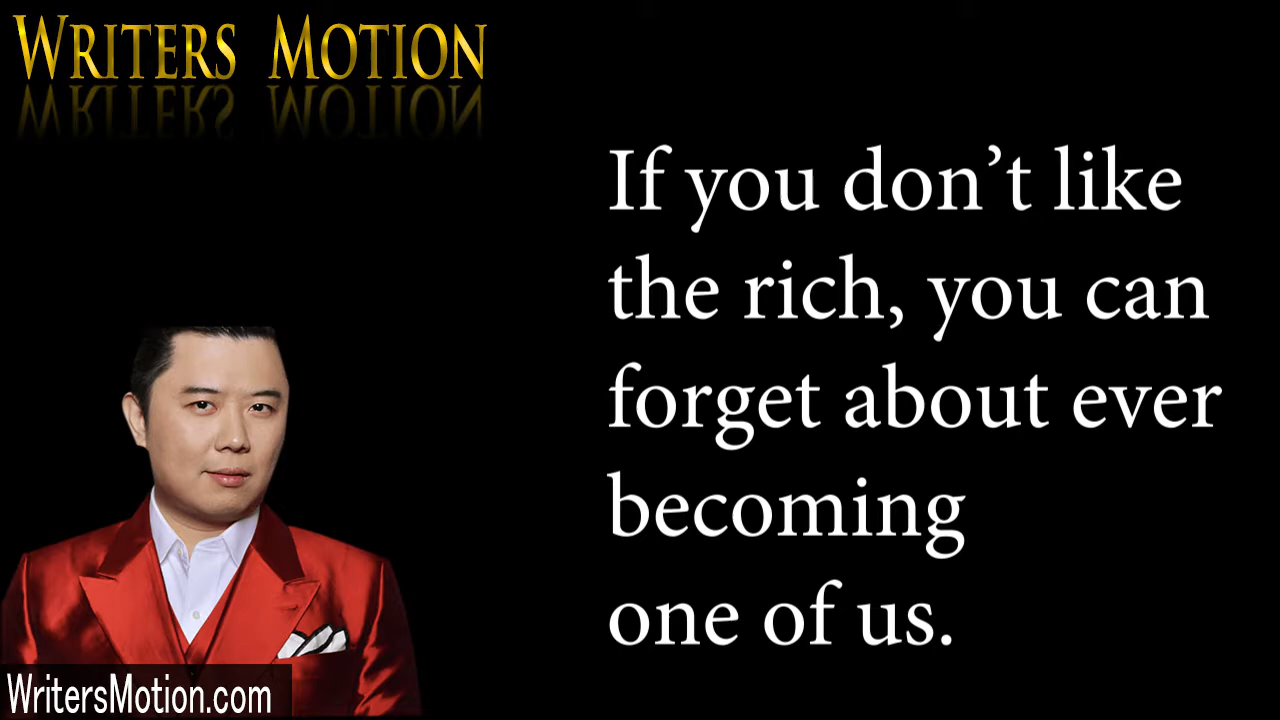 WRITERS MOTION
If you don’t like
the rich, you can
forget about ever
becoming
one of us.
WritersMotion.com